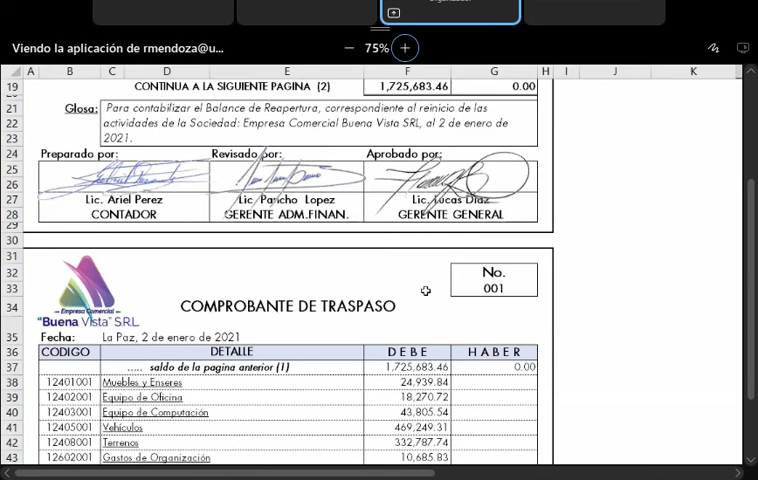 Viendo la aplicación de rmendoza@u...
75%
A B C D E F G H I J K
19 CONTINUA A LA SIGUIENTE PAGINA (2) 1,725,683.46 0.00
21 Glosa: Para contabilizar el Balance de Reapertura, correspondiente al reinicio de las
22 actividades de la Sociedad: Empresa Comercial Buena Vista SRL, al 2 de enero de
23 2021.
24 Preparado por: Revisado por: Aprobado por:
25
26
27 Lic. Ariel Perez Lic. Pancho Lopez Lic. Lucas Diaz
28 CONTADOR GERENTE ADM.FINAN. GERENTE GENERAL
29
30
31
32 No.
33 001
Empresa Comercial
34 COMPROBANTE DE TRASPASO
"Buena Vista" S.R.L.
35 Fecha: La Paz, 2 de enero de 2021
36 CODIGO DETALLE D E B E H A B E R
37 ..... saldo de la pagina anterior (1) 1,725,683.46 0.00
38 12401001 Muebles y Enseres 24,939.84
39 12402001 Equipo de Oficina 18,270.72
40 12403001 Equipo de Computación 43,805.54
41 12405001 Vehículos 469,249.31
42 12408001 Terrenos 332,787.74
43 12602001 Gastos de Organización 10,685.83